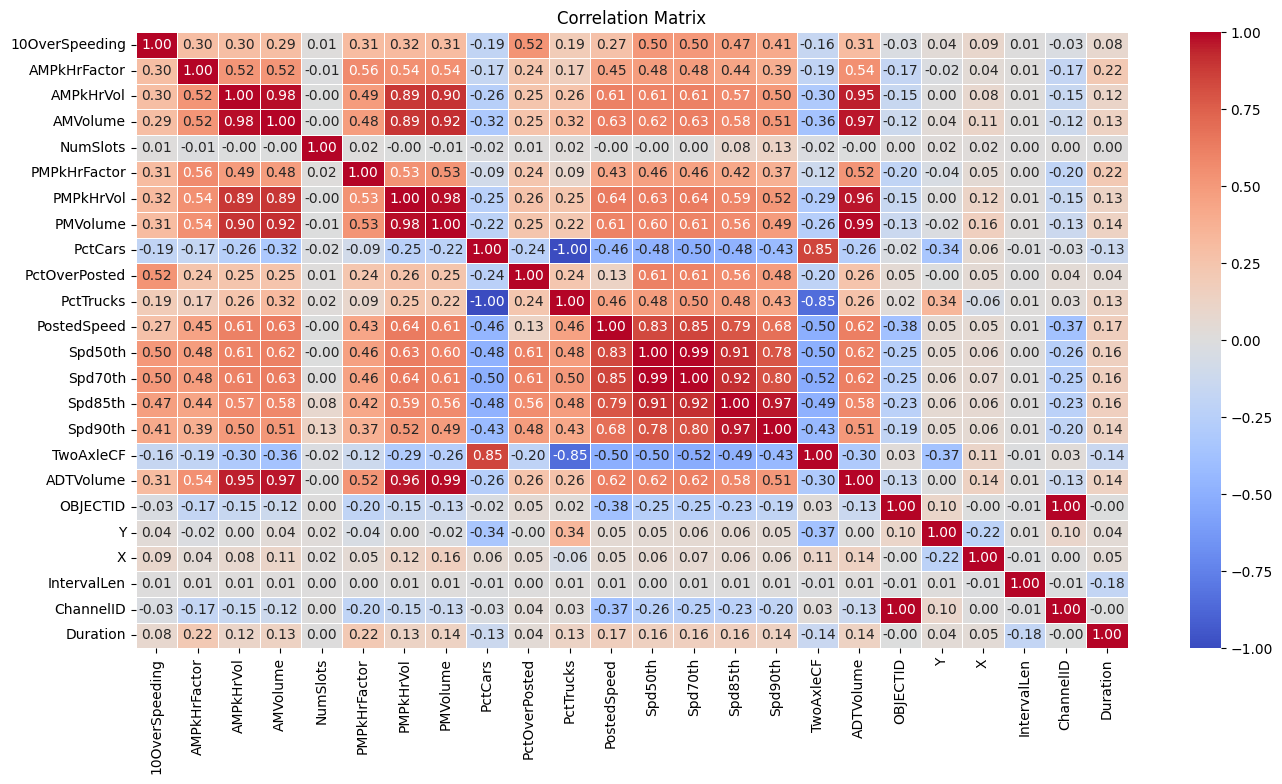 Correlation Matrix
10OverSpeeding 1.00 0.30 0.30 0.29 0.01 0.31 0.32 0.31 -0.19 0.52 0.19 0.27 0.50 0.50 0.47 0.41 -0.16 0.31 -0.03 0.04 0.09 0.01 -0.03 0.08
AMPkHrFactor 0.30 1.00 0.52 0.52 -0.01 0.56 0.54 0.54 -0.17 0.24 0.17 0.45 0.48 0.48 0.44 0.39 -0.19 0.54 -0.17 -0.02 0.04 0.01 -0.17 0.22
AMPkHrVol 0.30 0.52 1.00 0.98 -0.00 0.49 0.89 0.90 -0.26 0.25 0.26 0.61 0.61 0.61 0.57 0.50 -0.30 0.95 -0.15 0.00 0.08 0.01 -0.15 0.12
AMVolume 0.29 0.52 0.98 1.00 -0.00 0.48 0.89 0.92 -0.32 0.25 0.32 0.63 0.62 0.63 0.58 0.51 -0.36 0.97 -0.12 0.04 0.11 0.01 -0.12 0.13
NumSlots 0.01 -0.01 -0.00 -0.00 1.00 0.02 -0.00 -0.01 -0.02 0.01 0.02 -0.00 -0.00 0.00 0.08 0.13 -0.02 -0.00 0.00 0.02 0.02 0.00 0.00 0.00
PMPkHrFactor 0.31 0.56 0.49 0.48 0.02 1.00 0.53 0.53 -0.09 0.24 0.09 0.43 0.46 0.46 0.42 0.37 -0.12 0.52 -0.20 -0.04 0.05 0.00 -0.20 0.22
PMPkHrVol 0.32 0.54 0.89 0.89 -0.00 0.53 1.00 0.98 -0.25 0.26 0.25 0.64 0.63 0.64 0.59 0.52 -0.29 0.96 -0.15 0.00 0.12 0.01 -0.15 0.13
PMVolume 0.31 0.54 0.90 0.92 -0.01 0.53 0.98 1.00 -0.22 0.25 0.22 0.61 0.60 0.61 0.56 0.49 -0.26 0.99 -0.13 -0.02 0.16 0.01 -0.13 0.14
PctCars -0.19 -0.17 -0.26 -0.32 -0.02 -0.09 -0.25 -0.22 1.00 -0.24 -1.00 -0.46 -0.48 -0.50 -0.48 -0.43 0.85 -0.26 -0.02 -0.34 0.06 -0.01 -0.03 -0.13
PctOverPosted 0.52 0.24 0.25 0.25 0.01 0.24 0.26 0.25 -0.24 1.00 0.24 0.13 0.61 0.61 0.56 0.48 -0.20 0.26 0.05 -0.00 0.05 0.00 0.04 0.04
PctTrucks 0.19 0.17 0.26 0.32 0.02 0.09 0.25 0.22 -1.00 0.24 1.00 0.46 0.48 0.50 0.48 0.43 -0.85 0.26 0.02 0.34 -0.06 0.01 0.03 0.13
PostedSpeed 0.27 0.45 0.61 0.63 -0.00 0.43 0.64 0.61 -0.46 0.13 0.46 1.00 0.83 0.85 0.79 0.68 -0.50 0.62 -0.38 0.05 0.05 0.01 -0.37 0.17
Spd50th 0.50 0.48 0.61 0.62 -0.00 0.46 0.63 0.60 -0.48 0.61 0.48 0.83 1.00 0.99 0.91 0.78 -0.50 0.62 -0.25 0.05 0.06 0.00 -0.26 0.16
Spd70th 0.50 0.48 0.61 0.63 0.00 0.46 0.64 0.61 -0.50 0.61 0.50 0.85 0.99 1.00 0.92 0.80 -0.52 0.62 -0.25 0.06 0.07 0.01 -0.25 0.16
Spd85th 0.47 0.44 0.57 0.58 0.08 0.42 0.59 0.56 -0.48 0.56 0.48 0.79 0.91 0.92 1.00 0.97 -0.49 0.58 -0.23 0.06 0.06 0.01 -0.23 0.16
Spd90th 0.41 0.39 0.50 0.51 0.13 0.37 0.52 0.49 -0.43 0.48 0.43 0.68 0.78 0.80 0.97 1.00 -0.43 0.51 -0.19 0.05 0.06 0.01 -0.20 0.14
TwoAxleCF -0.16 -0.19 -0.30 -0.36 -0.02 -0.12 -0.29 -0.26 0.85 -0.20 -0.85 -0.50 -0.50 -0.52 -0.49 -0.43 1.00 -0.30 0.03 -0.37 0.11 -0.01 0.03 -0.14
ADTVolume 0.31 0.54 0.95 0.97 -0.00 0.52 0.96 0.99 -0.26 0.26 0.26 0.62 0.62 0.62 0.58 0.51 -0.30 1.00 -0.13 0.00 0.14 0.01 -0.13 0.14
OBJECTID -0.03 -0.17 -0.15 -0.12 0.00 -0.20 -0.15 -0.13 -0.02 0.05 0.02 -0.38 -0.25 -0.25 -0.23 -0.19 0.03 -0.13 1.00 0.10 -0.00 -0.01 1.00 -0.00
Y 0.04 -0.02 0.00 0.04 0.02 -0.04 0.00 -0.02 -0.34 -0.00 0.34 0.05 0.05 0.06 0.06 0.05 -0.37 0.00 0.10 1.00 -0.22 0.01 0.10 0.04
X 0.09 0.04 0.08 0.11 0.02 0.05 0.12 0.16 0.06 0.05 -0.06 0.05 0.06 0.07 0.06 0.06 0.11 0.14 -0.00 -0.22 1.00 -0.01 0.00 0.05
IntervalLen 0.01 0.01 0.01 0.01 0.00 0.00 0.01 0.01 -0.01 0.00 0.01 0.01 0.00 0.01 0.01 0.01 -0.01 0.01 -0.01 0.01 -0.01 1.00 -0.01 -0.18
ChannelID -0.03 -0.17 -0.15 -0.12 0.00 -0.20 -0.15 -0.13 -0.03 0.04 0.03 -0.37 -0.26 -0.25 -0.23 -0.20 0.03 -0.13 1.00 0.10 0.00 -0.01 1.00 -0.00
Duration 0.08 0.22 0.12 0.13 0.00 0.22 0.13 0.14 -0.13 0.04 0.13 0.17 0.16 0.16 0.16 0.14 -0.14 0.14 -0.00 0.04 0.05 -0.18 -0.00 1.00
10OverSpeeding
AMPkHrFactor
AMPkHrVol
AMVolume
NumSlots
PMPkHrFactor
PMPkHrVol
PMVolume
PctCars
PctOverPosted
PctTrucks
PostedSpeed
Spd50th
Spd70th
Spd85th
Spd90th
TwoAxleCF
ADTVolume
OBJECTID
Y
X
IntervalLen
ChannelID
Duration
1.00
0.75
0.50
0.25
0.00
-0.25
-0.50
-0.75
-1.00